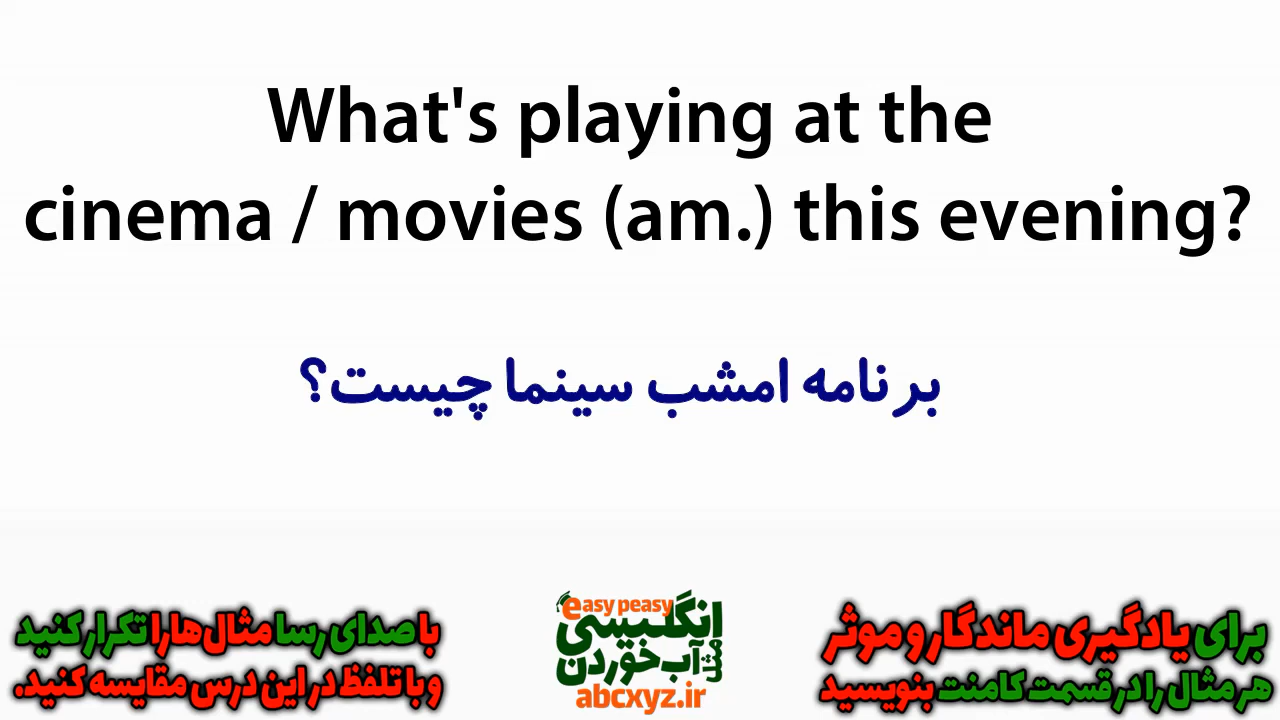 What's playing at the
cinema / movies (am.) this evening?
برنامه امشب سینما چیست؟
برای یادگیری ماندگار و موثر
هر مثال را در قسمت کامنت بنویسید
easy peasy
انگلیسی
مثل آب خوردن
abcxyz.ir
با صدای رسا مثال‌ها را تکرار کنید
و با تلفظ در این درس مقایسه کنید.